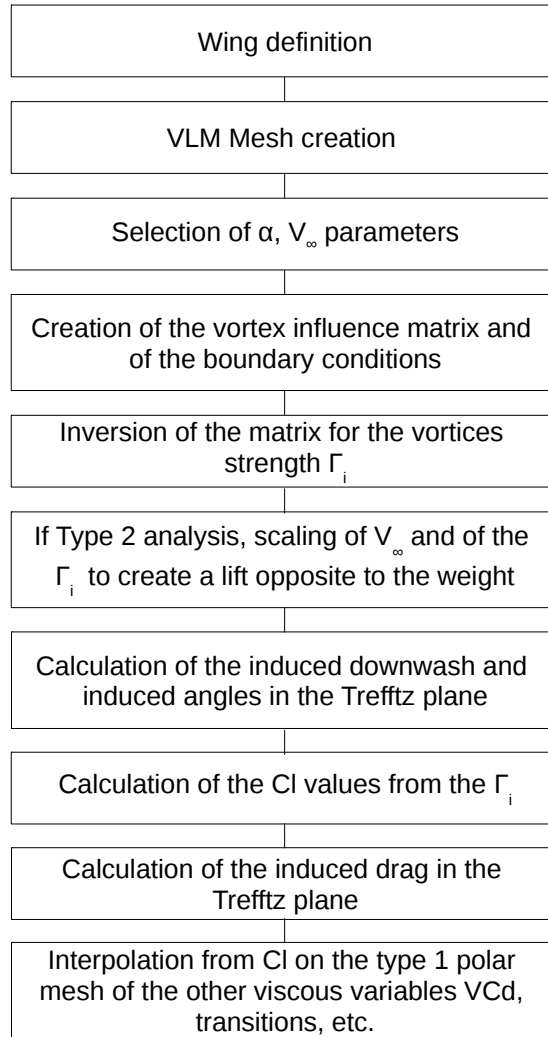 Wing definition
VLM Mesh creation
Selection of α, V∞ parameters
Creation of the vortex influence matrix and
of the boundary conditions
Inversion of the matrix for the vortices
strength Γi
If Type 2 analysis, scaling of V∞ and of the
Γi to create a lift opposite to the weight
Calculation of the induced downwash and
induced angles in the Trefftz plane
Calculation of the Cl values from the Γi
Calculation of the induced drag in the
Trefftz plane
Interpolation from Cl on the type 1 polar
mesh of the other viscous variables VCd,
transitions, etc.